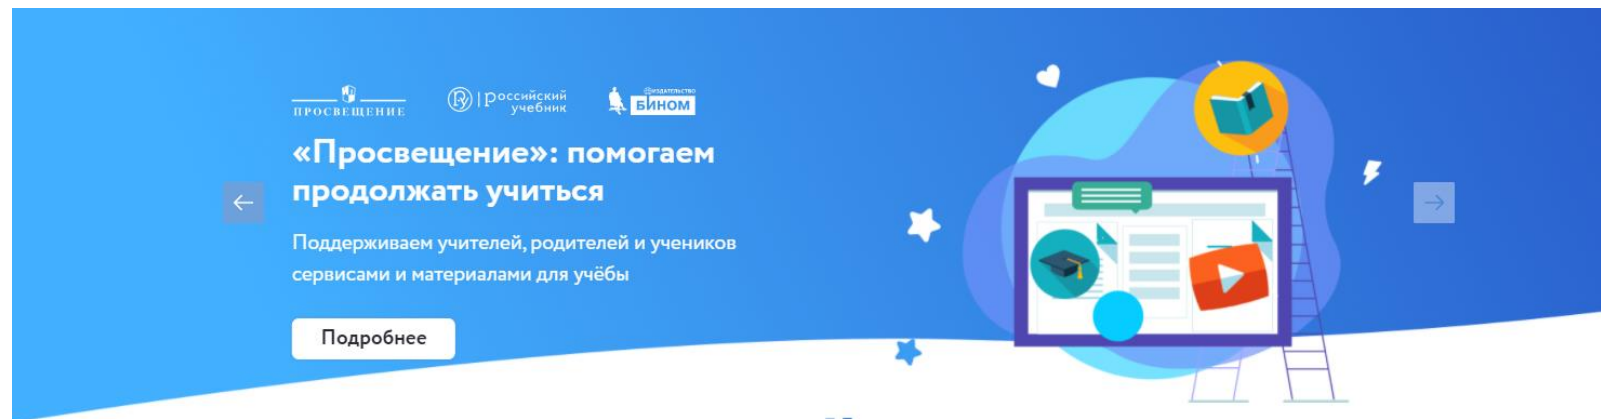 ПРОСВЕЩЕНИЕ
российский
учебник
издательство
БИНОМ
«Просвещение»: помогаем
продолжать учиться
Поддерживаем учителей, родителей и учеников
сервисами и материалами для учёбы
Подробнее